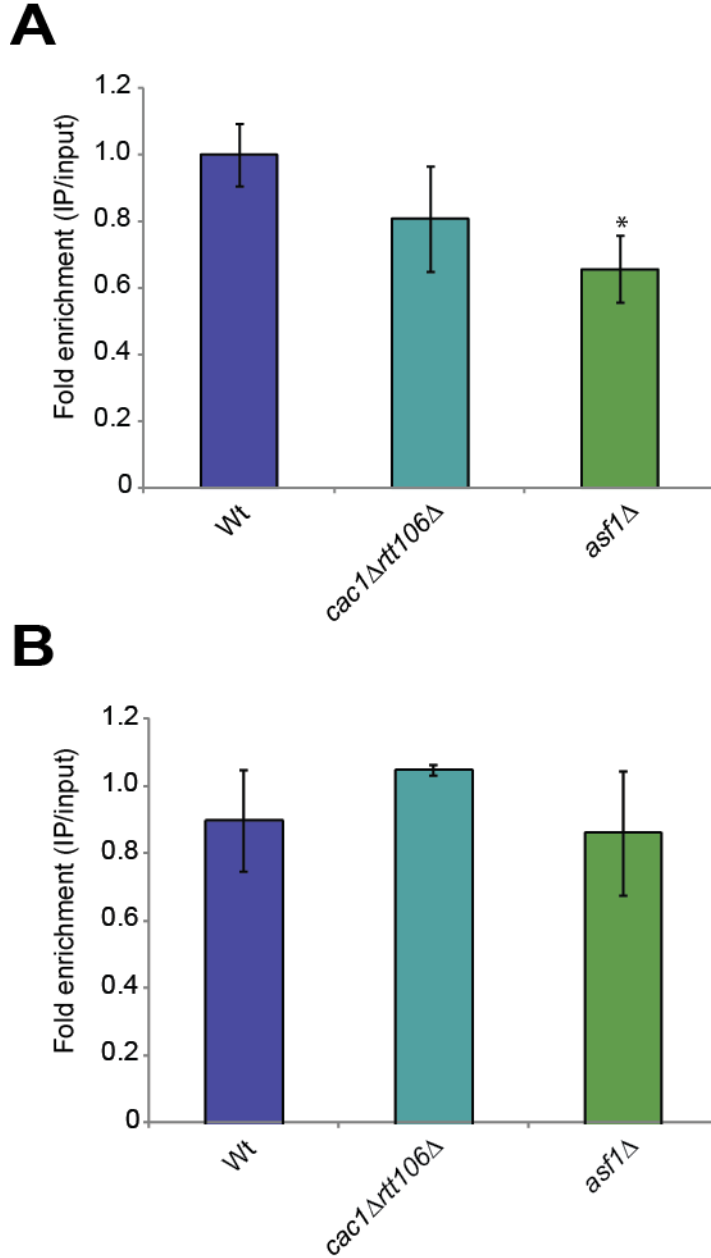 A
Fold enrichment (IP/input)
1.2
1.0
0.8
0.6
0.4
0.2
0
*
Wt
cac1Δrtt106Δ
asf1Δ
B
Fold enrichment (IP/input)
1.2
1.0
0.8
0.6
0.4
0.2
0
Wt
cac1Δrtt106Δ
asf1Δ